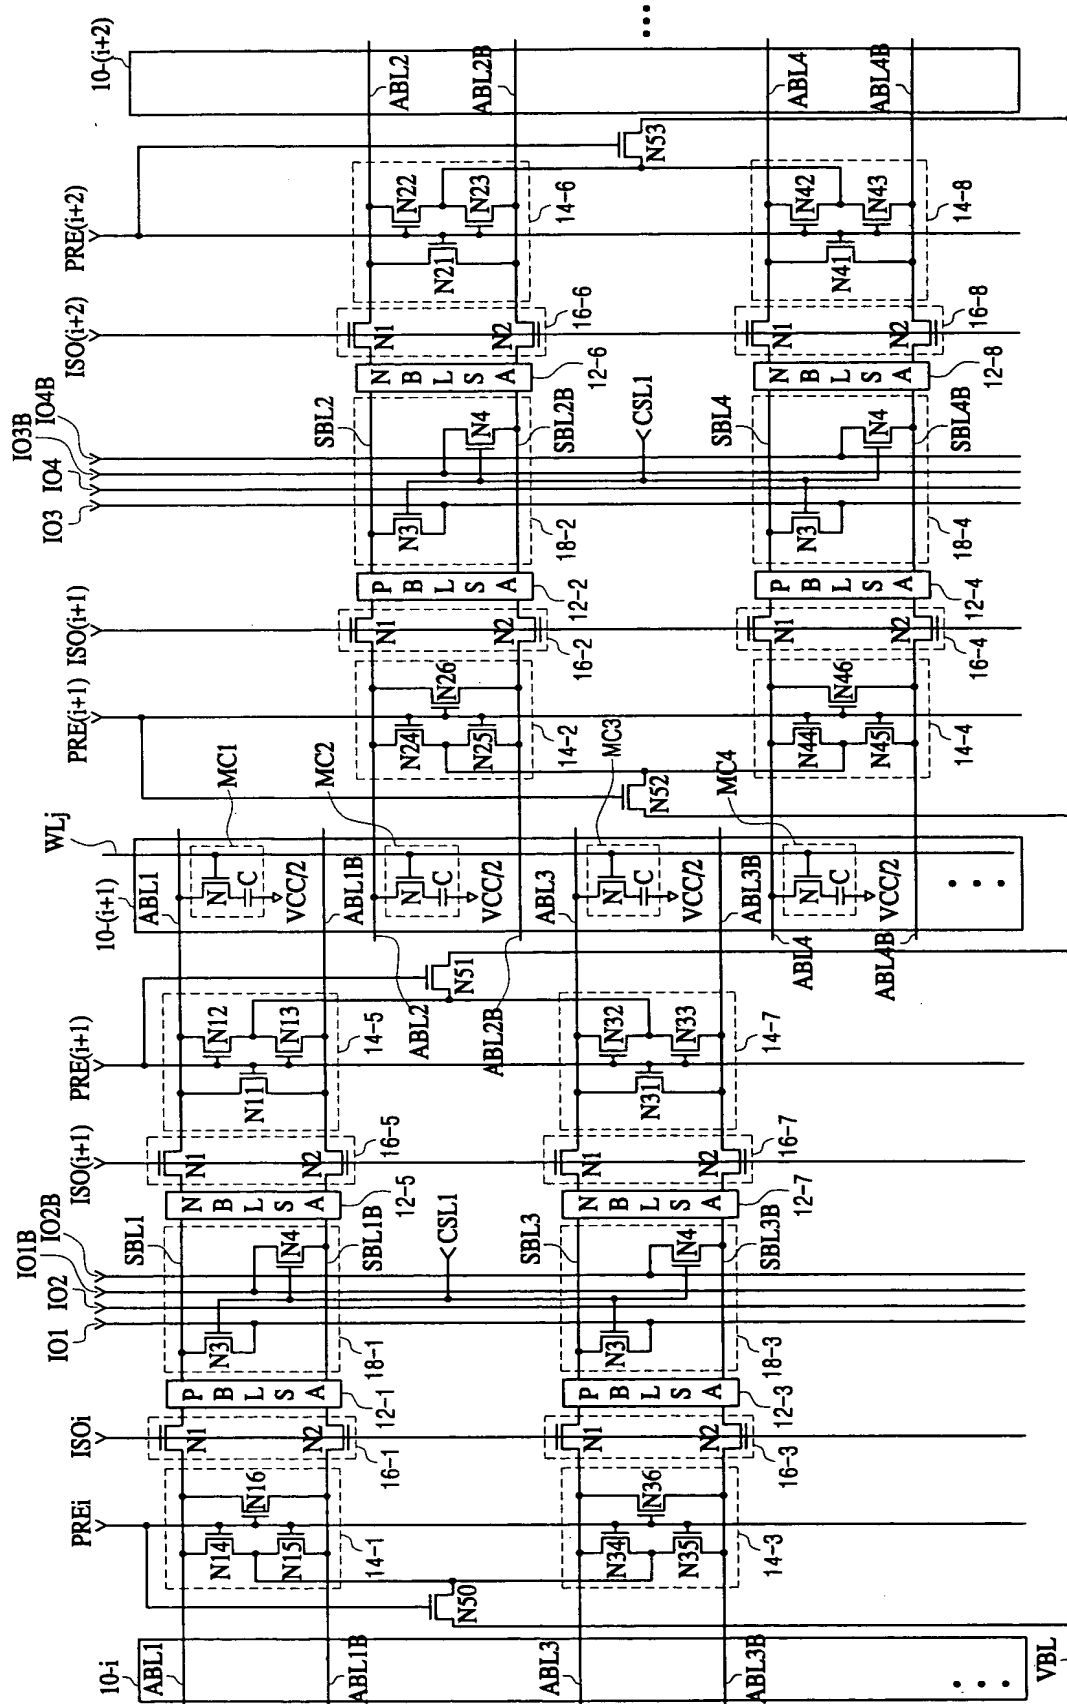 10-i
10-(i+1)
10-(i+2)
PREi
ISOi
IO1
IO2
IO1B
IO2B
ISO(i+1)
PRE(i+1)
WLj
PRE(i+1)
ISO(i+1)
IO3
IO4
IO3B
IO4B
ISO(i+2)
PRE(i+2)
ABL1
ABL1B
N14
N15
N16
14-1
N1
N2
16-1
P B L S A
12-1
SBL1
SBL1B
N3
N4
18-1
CSL1
N B L S A
12-5
N1
N2
16-5
N11
N12
N13
14-5
N50
N51
ABL1
ABL1B
MC1
N
C
VCC/2
ABL2
ABL2B
MC2
N
C
VCC/2
N24
N25
N26
14-2
N1
N2
16-2
P B L S A
12-2
SBL2
SBL2B
N3
N4
18-2
CSL1
N B L S A
12-6
N1
N2
16-6
N21
N22
N23
14-6
N52
N53
ABL2
ABL2B
ABL3
ABL3B
N34
N35
N36
14-3
N1
N2
16-3
P B L S A
12-3
SBL3
SBL3B
N3
N4
18-3
N B L S A
12-7
N1
N2
16-7
N31
N32
N33
14-7
ABL3
ABL3B
MC3
N
C
VCC/2
ABL4
ABL4B
MC4
N
C
VCC/2
N44
N45
N46
14-4
N1
N2
16-4
P B L S A
12-4
SBL4
SBL4B
N3
N4
18-4
N B L S A
12-8
N1
N2
16-8
N41
N42
N43
14-8
ABL4
ABL4B
VBL